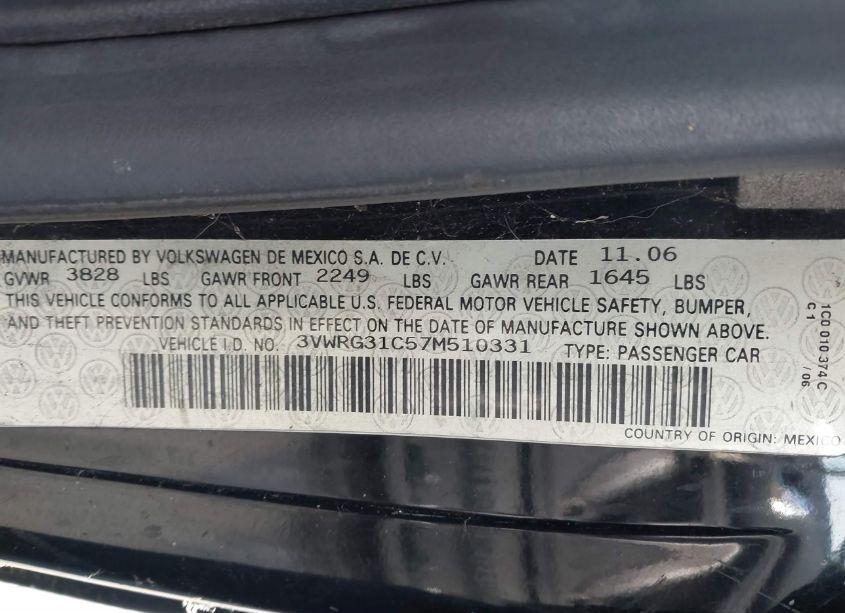 MANUFACTURED BY VOLKSWAGEN DE MEXICO S.A. DE C.V. DATE 11.06
GVWR 3828 LBS GAWR FRONT 2249 LBS GAWR REAR 1645 LBS
THIS VEHICLE CONFORMS TO ALL APPLICABLE U.S. FEDERAL MOTOR VEHICLE SAFETY, BUMPER,
AND THEFT PREVENTION STANDARDS IN EFFECT ON THE DATE OF MANUFACTURE SHOWN ABOVE.
VEHICLE I.D. NO. 3VWRG31C57M510331 TYPE: PASSENGER CAR
COUNTRY OF ORIGIN: MEXICO
1C0 010 374 C
C1 /06